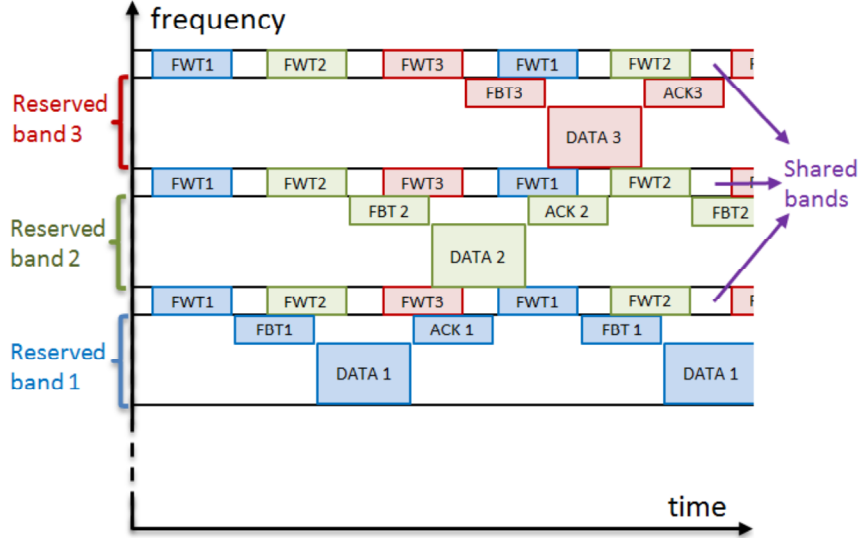 frequency
FWT1 FWT2 FWT3 FWT1 FWT2
FBT3 ACK3
Reserved
band 3
DATA 3
FWT1 FWT2 FWT3 FWT1 FWT2
Shared
bands
FBT 2 ACK 2 FBT2
Reserved
band 2
DATA 2
FWT1 FWT2 FWT3 FWT1 FWT2
FBT1 ACK 1 FBT 1
Reserved
band 1
DATA 1 DATA 1
time